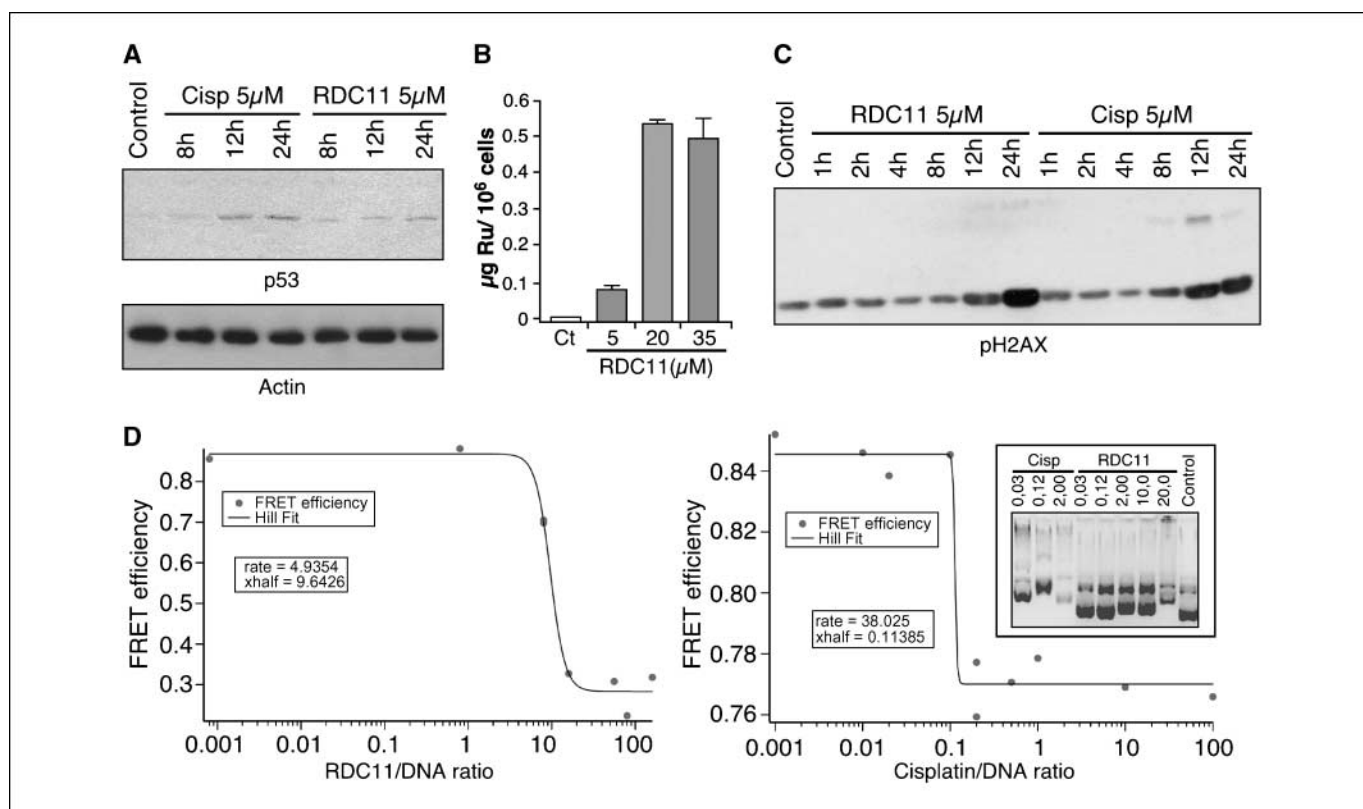 A
Control
Cisp 5µM
RDC11 5µM
8h
12h
24h
8h
12h
24h
p53
Actin
B
µg Ru/ 10⁶ cells
0.6
0.5
0.4
0.3
0.2
0.1
0
Ct
5
20
35
RDC11(µM)
C
Control
RDC11 5µM
Cisp 5µM
1h
2h
4h
8h
12h
24h
1h
2h
4h
8h
12h
24h
pH2AX
D
FRET efficiency
0.8
0.7
0.6
0.5
0.4
0.3
FRET efficiency
Hill Fit
rate = 4.9354
xhalf = 9.6426
0.001
0.01
0.1
1
10
100
RDC11/DNA ratio
FRET efficiency
0.84
0.82
0.80
0.78
0.76
FRET efficiency
Hill Fit
rate = 38.025
xhalf = 0.11385
0.001
0.01
0.1
1
10
100
Cisplatin/DNA ratio
Cisp
RDC11
0,03
0,12
2,00
0,03
0,12
2,00
10,0
20,0
Control